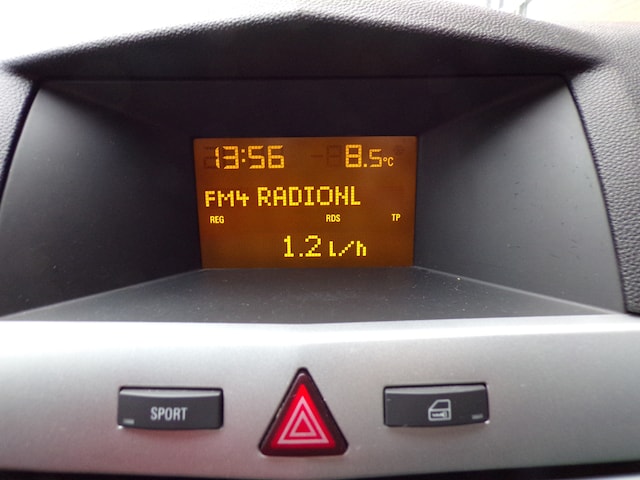 13:56 8.5°C
FM4 RADIONL
REG RDS TP
1.2 L/h
SPORT